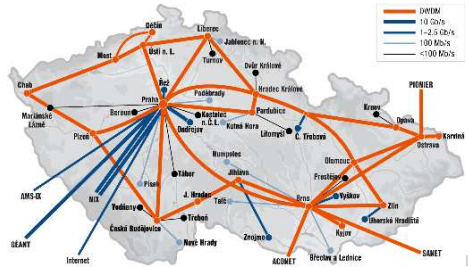 DWDM
10 Gb/s
1–2.5 Gb/s
100 Mb/s
<100 Mb/s
Děčín
Liberec
Jablonec n. N.
Most
Ústí n. L.
Turnov
Dvůr Králové
Cheb
Řež
Hradec Králové
PIONIER
Praha
Poděbrady
Mariánské
Lázně
Beroun
Kostelec
n.Č.L.
Pardubice
Krnov
Opava
Karviná
Plzeň
Ondřejov
Kutná Hora
Litomyšl
Č. Třebová
Ostrava
Humpolec
Olomouc
Tábor
Jihlava
Prostějov
AMS-IX
NIX
Písek
J. Hradec
Telč
Brno
Vyškov
Zlín
Vodňany
Třeboň
Uherské Hradiště
GÉANT
České Budějovice
Kyjov
Nové Hrady
Znojmo
Internet
Břeclav a Lednice
ACONET
SANET